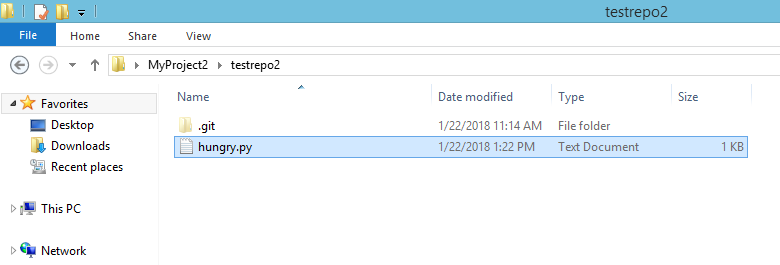 testrepo2
File Home Share View
MyProject2 testrepo2
Name Date modified Type Size
Favorites
Desktop
Downloads
Recent places
This PC
Network
.git 1/22/2018 11:14 AM File folder
hungry.py 1/22/2018 1:22 PM Text Document 1 KB